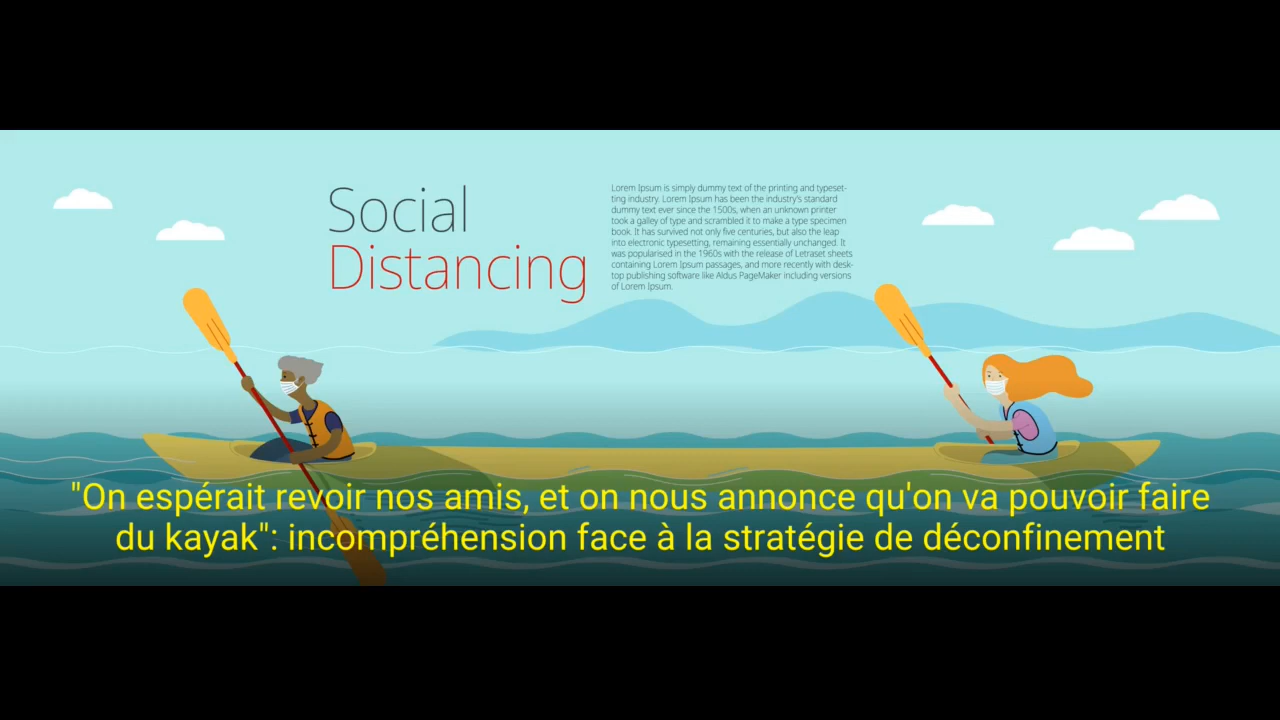 Social
Distancing
Lorem Ipsum is simply dummy text of the printing and typeset-
ting industry. Lorem Ipsum has been the industry's standard
dummy text ever since the 1500s, when an unknown printer
took a galley of type and scrambled it to make a type specimen
book. It has survived not only five centuries, but also the leap
into electronic typesetting, remaining essentially unchanged. It
was popularised in the 1960s with the release of Letraset sheets
containing Lorem Ipsum passages, and more recently with desk-
top publishing software like Aldus PageMaker including versions
of Lorem Ipsum.
"On espérait revoir nos amis, et on nous annonce qu'on va pouvoir faire
du kayak": incompréhension face à la stratégie de déconfinement